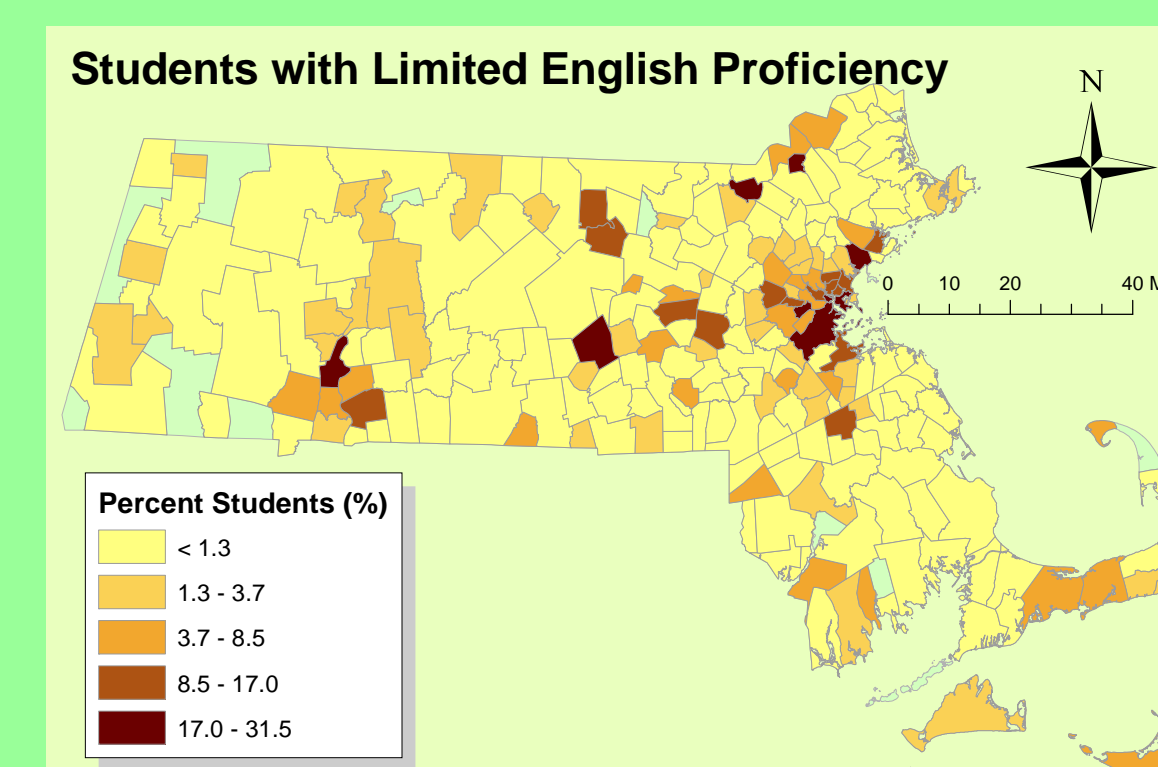 Students with Limited English Proficiency
N
0 10 20 40 M
Percent Students (%)
< 1.3
1.3 - 3.7
3.7 - 8.5
8.5 - 17.0
17.0 - 31.5